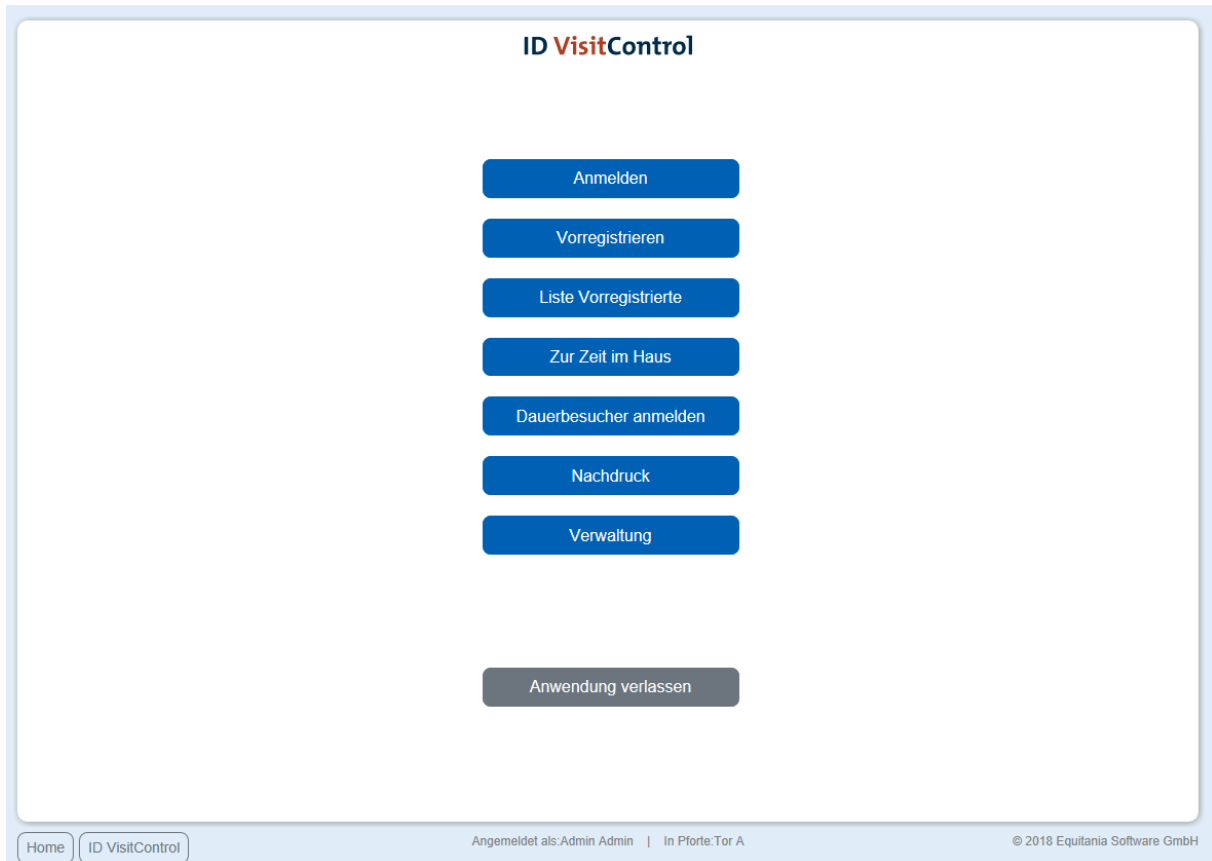 ID VisitControl
Anmelden
Vorregistrieren
Liste Vorregistrierte
Zur Zeit im Haus
Dauerbesucher anmelden
Nachdruck
Verwaltung
Anwendung verlassen
Home ID VisitControl Angemeldet als:Admin Admin | In Pforte:Tor A © 2018 Equitania Software GmbH